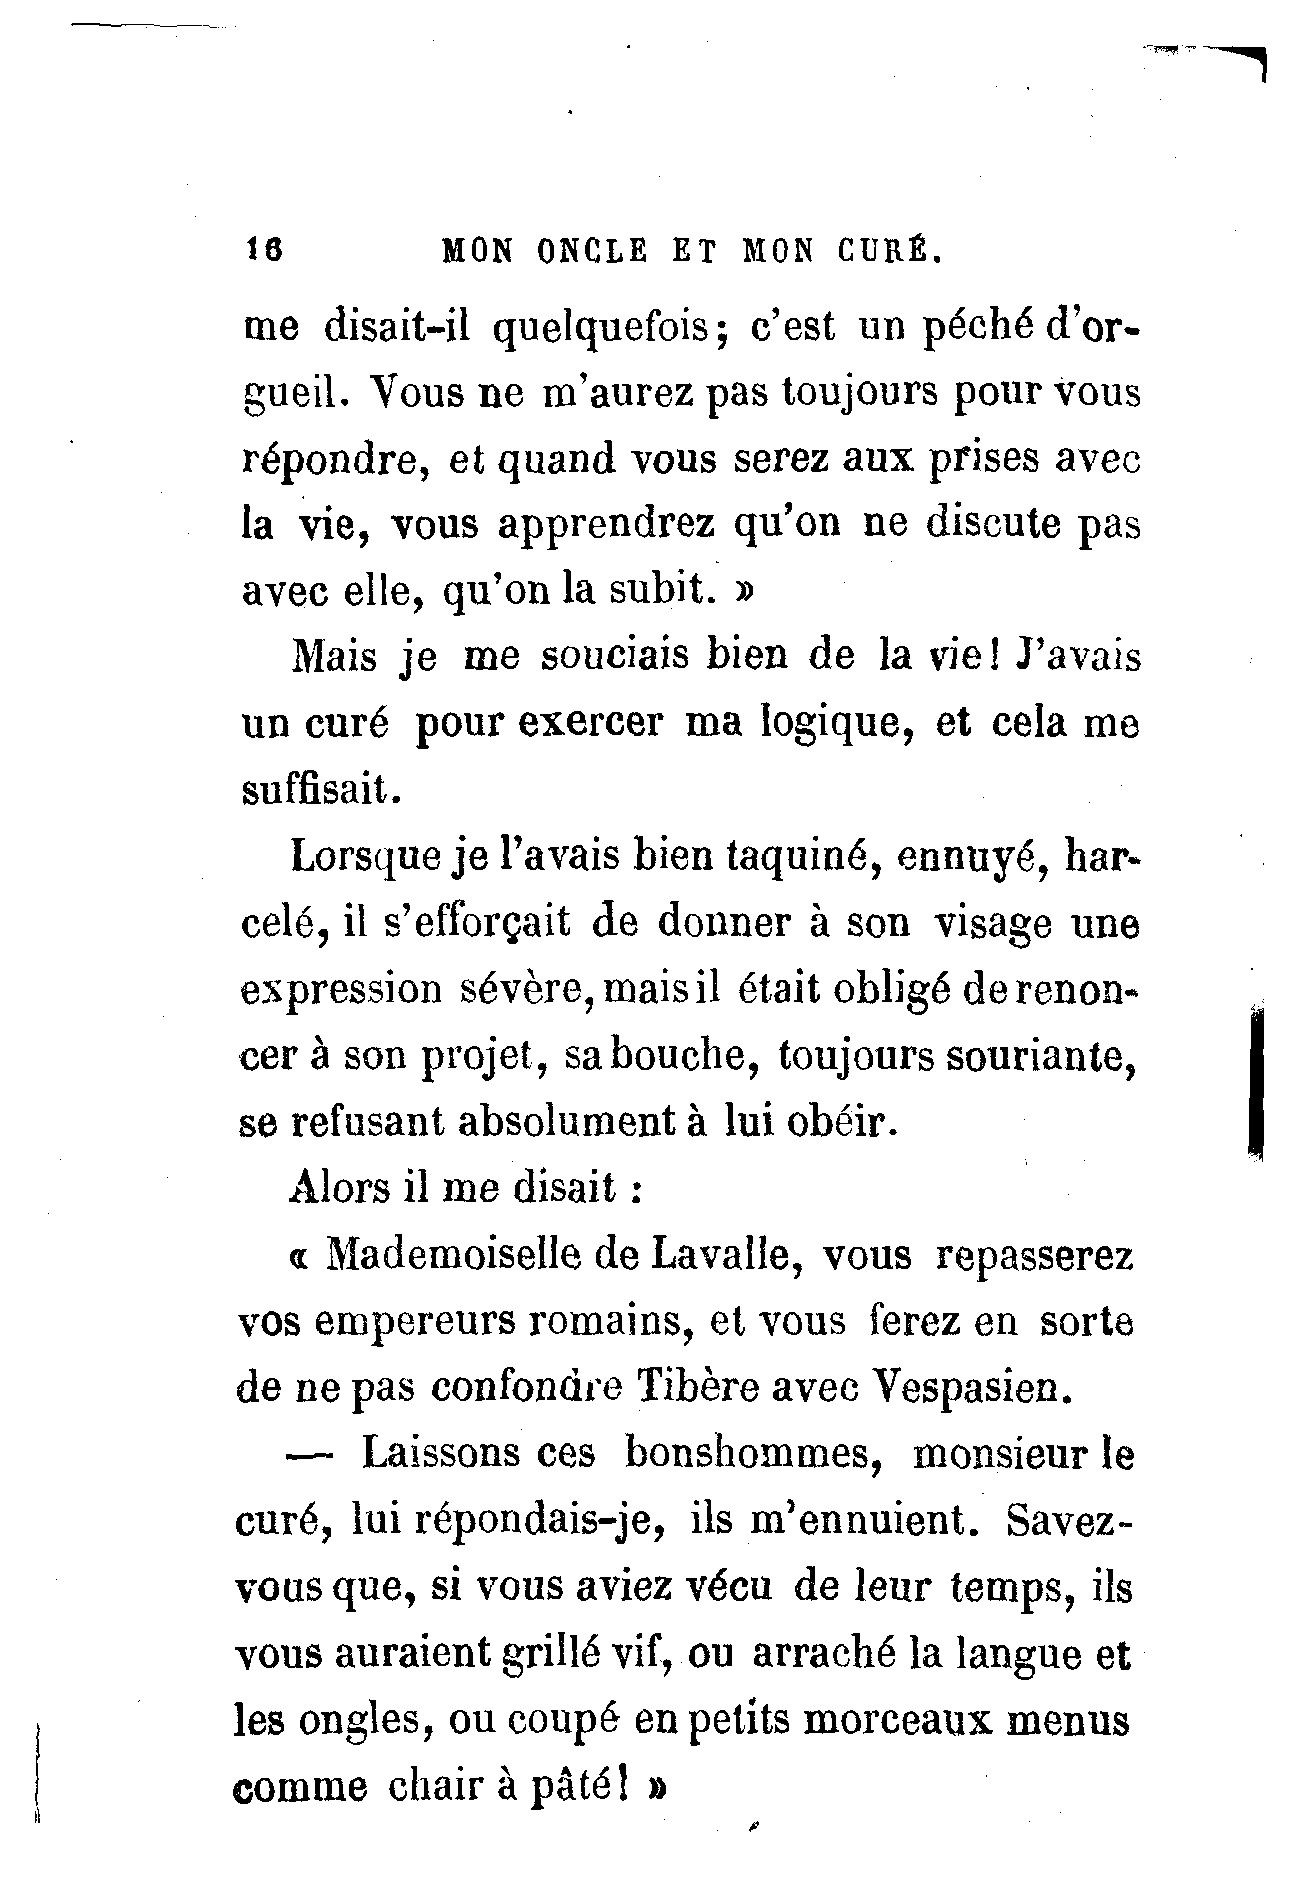 16 MON ONCLE ET MON CURÉ.
me disait-il quelquefois; c'est un péché d'or-
gueil. Vous ne m'aurez pas toujours pour vous
répondre, et quand vous serez aux prises avec
la vie, vous apprendrez qu'on ne discute pas
avec elle, qu'on la subit. »
Mais je me souciais bien de la vie! J'avais
un curé pour exercer ma logique, et cela me
suffisait.
Lorsque je l'avais bien taquiné, ennuyé, har-
celé, il s'efforçait de donner à son visage une
expression sévère, mais il était obligé de renon-
cer à son projet, sa bouche, toujours souriante,
se refusant absolument à lui obéir.
Alors il me disait :
« Mademoiselle de Lavalle, vous repasserez
vos empereurs romains, et vous ferez en sorte
de ne pas confondre Tibère avec Vespasien.
— Laissons ces bonshommes, monsieur le
curé, lui répondais-je, ils m'ennuient. Savez-
vous que, si vous aviez vécu de leur temps, ils
vous auraient grillé vif, ou arraché la langue et
les ongles, ou coupé en petits morceaux menus
comme chair à pâté! »